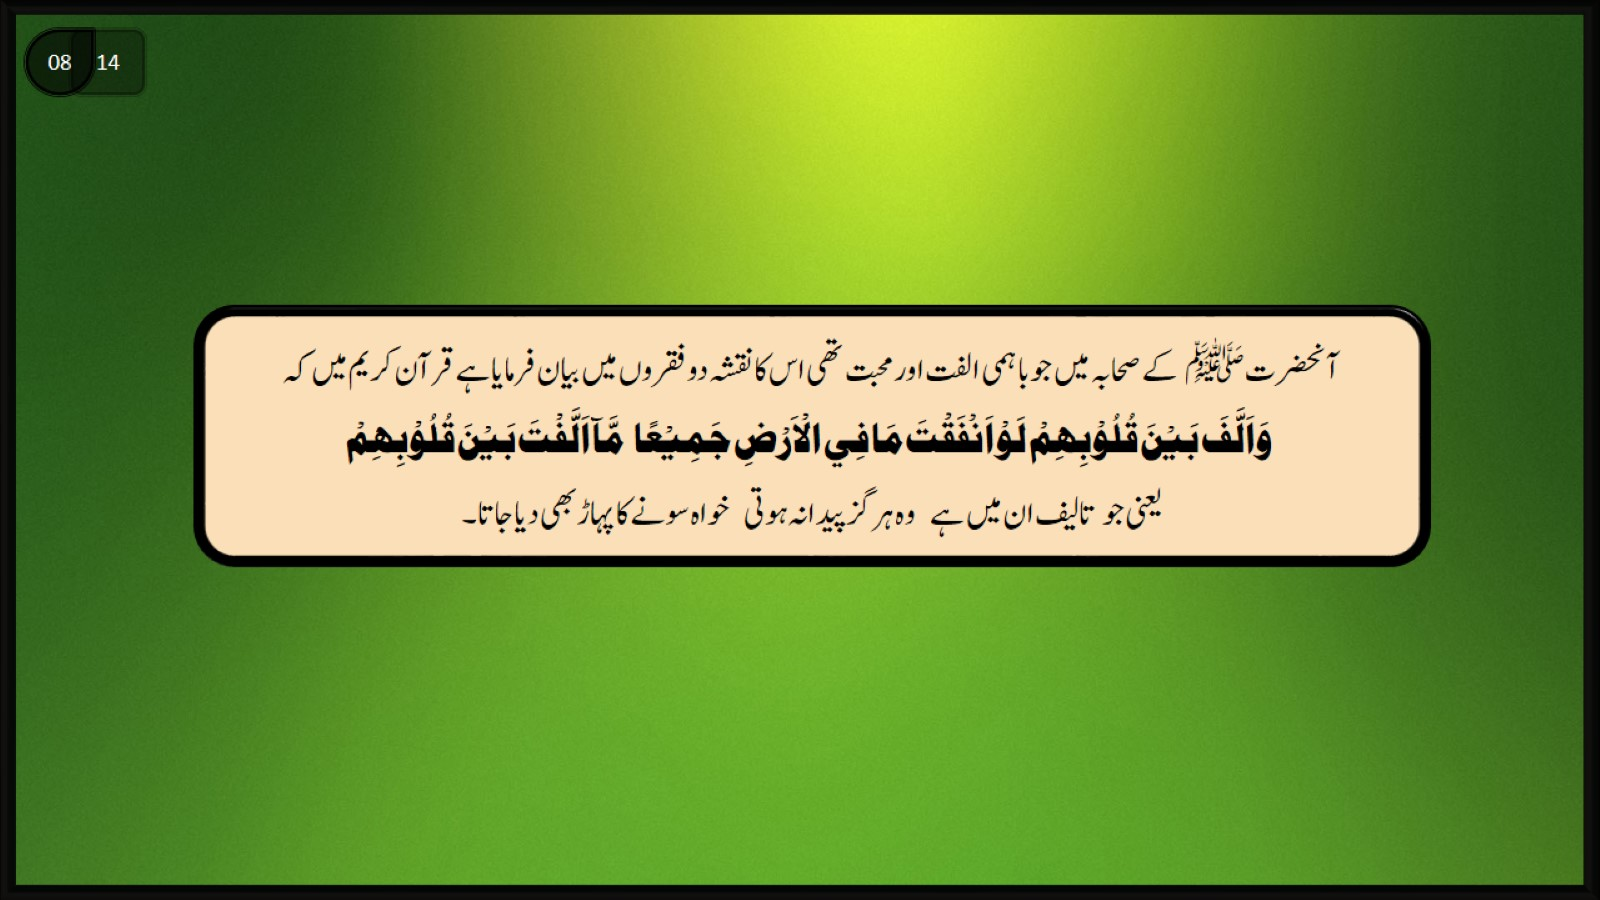 08 14
آنحضرت ﷺ کے صحابہ میں جو باہمی الفت اور محبت تھی اس کا نقشہ دو فقروں میں بیان فرمایا ہے قرآن کریم میں کہ
وَاَلَّفَ بَيْنَ قُلُوْبِهِمْ لَوْ اَنْفَقْتَ مَا فِي الْاَرْضِ جَمِيْعًا مَّآ اَلَّفْتَ بَيْنَ قُلُوْبِهِمْ
یعنی جو تالیف ان میں ہے وہ ہرگز پیدا نہ ہوتی خواہ سونے کا پہاڑ بھی دیا جاتا۔